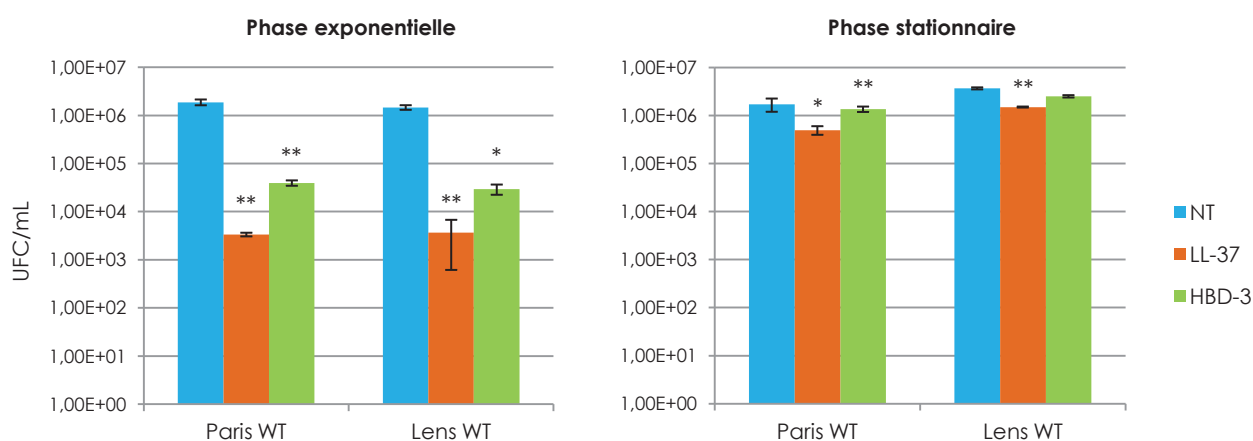 Phase exponentielle
1,00E+07
1,00E+06
1,00E+05
1,00E+04
1,00E+03
1,00E+02
1,00E+01
1,00E+00
UFC/mL
** ** ** *
Paris WT Lens WT
Phase stationnaire
1,00E+07
1,00E+06
1,00E+05
1,00E+04
1,00E+03
1,00E+02
1,00E+01
1,00E+00
* ** **
Paris WT Lens WT
NT
LL-37
HBD-3